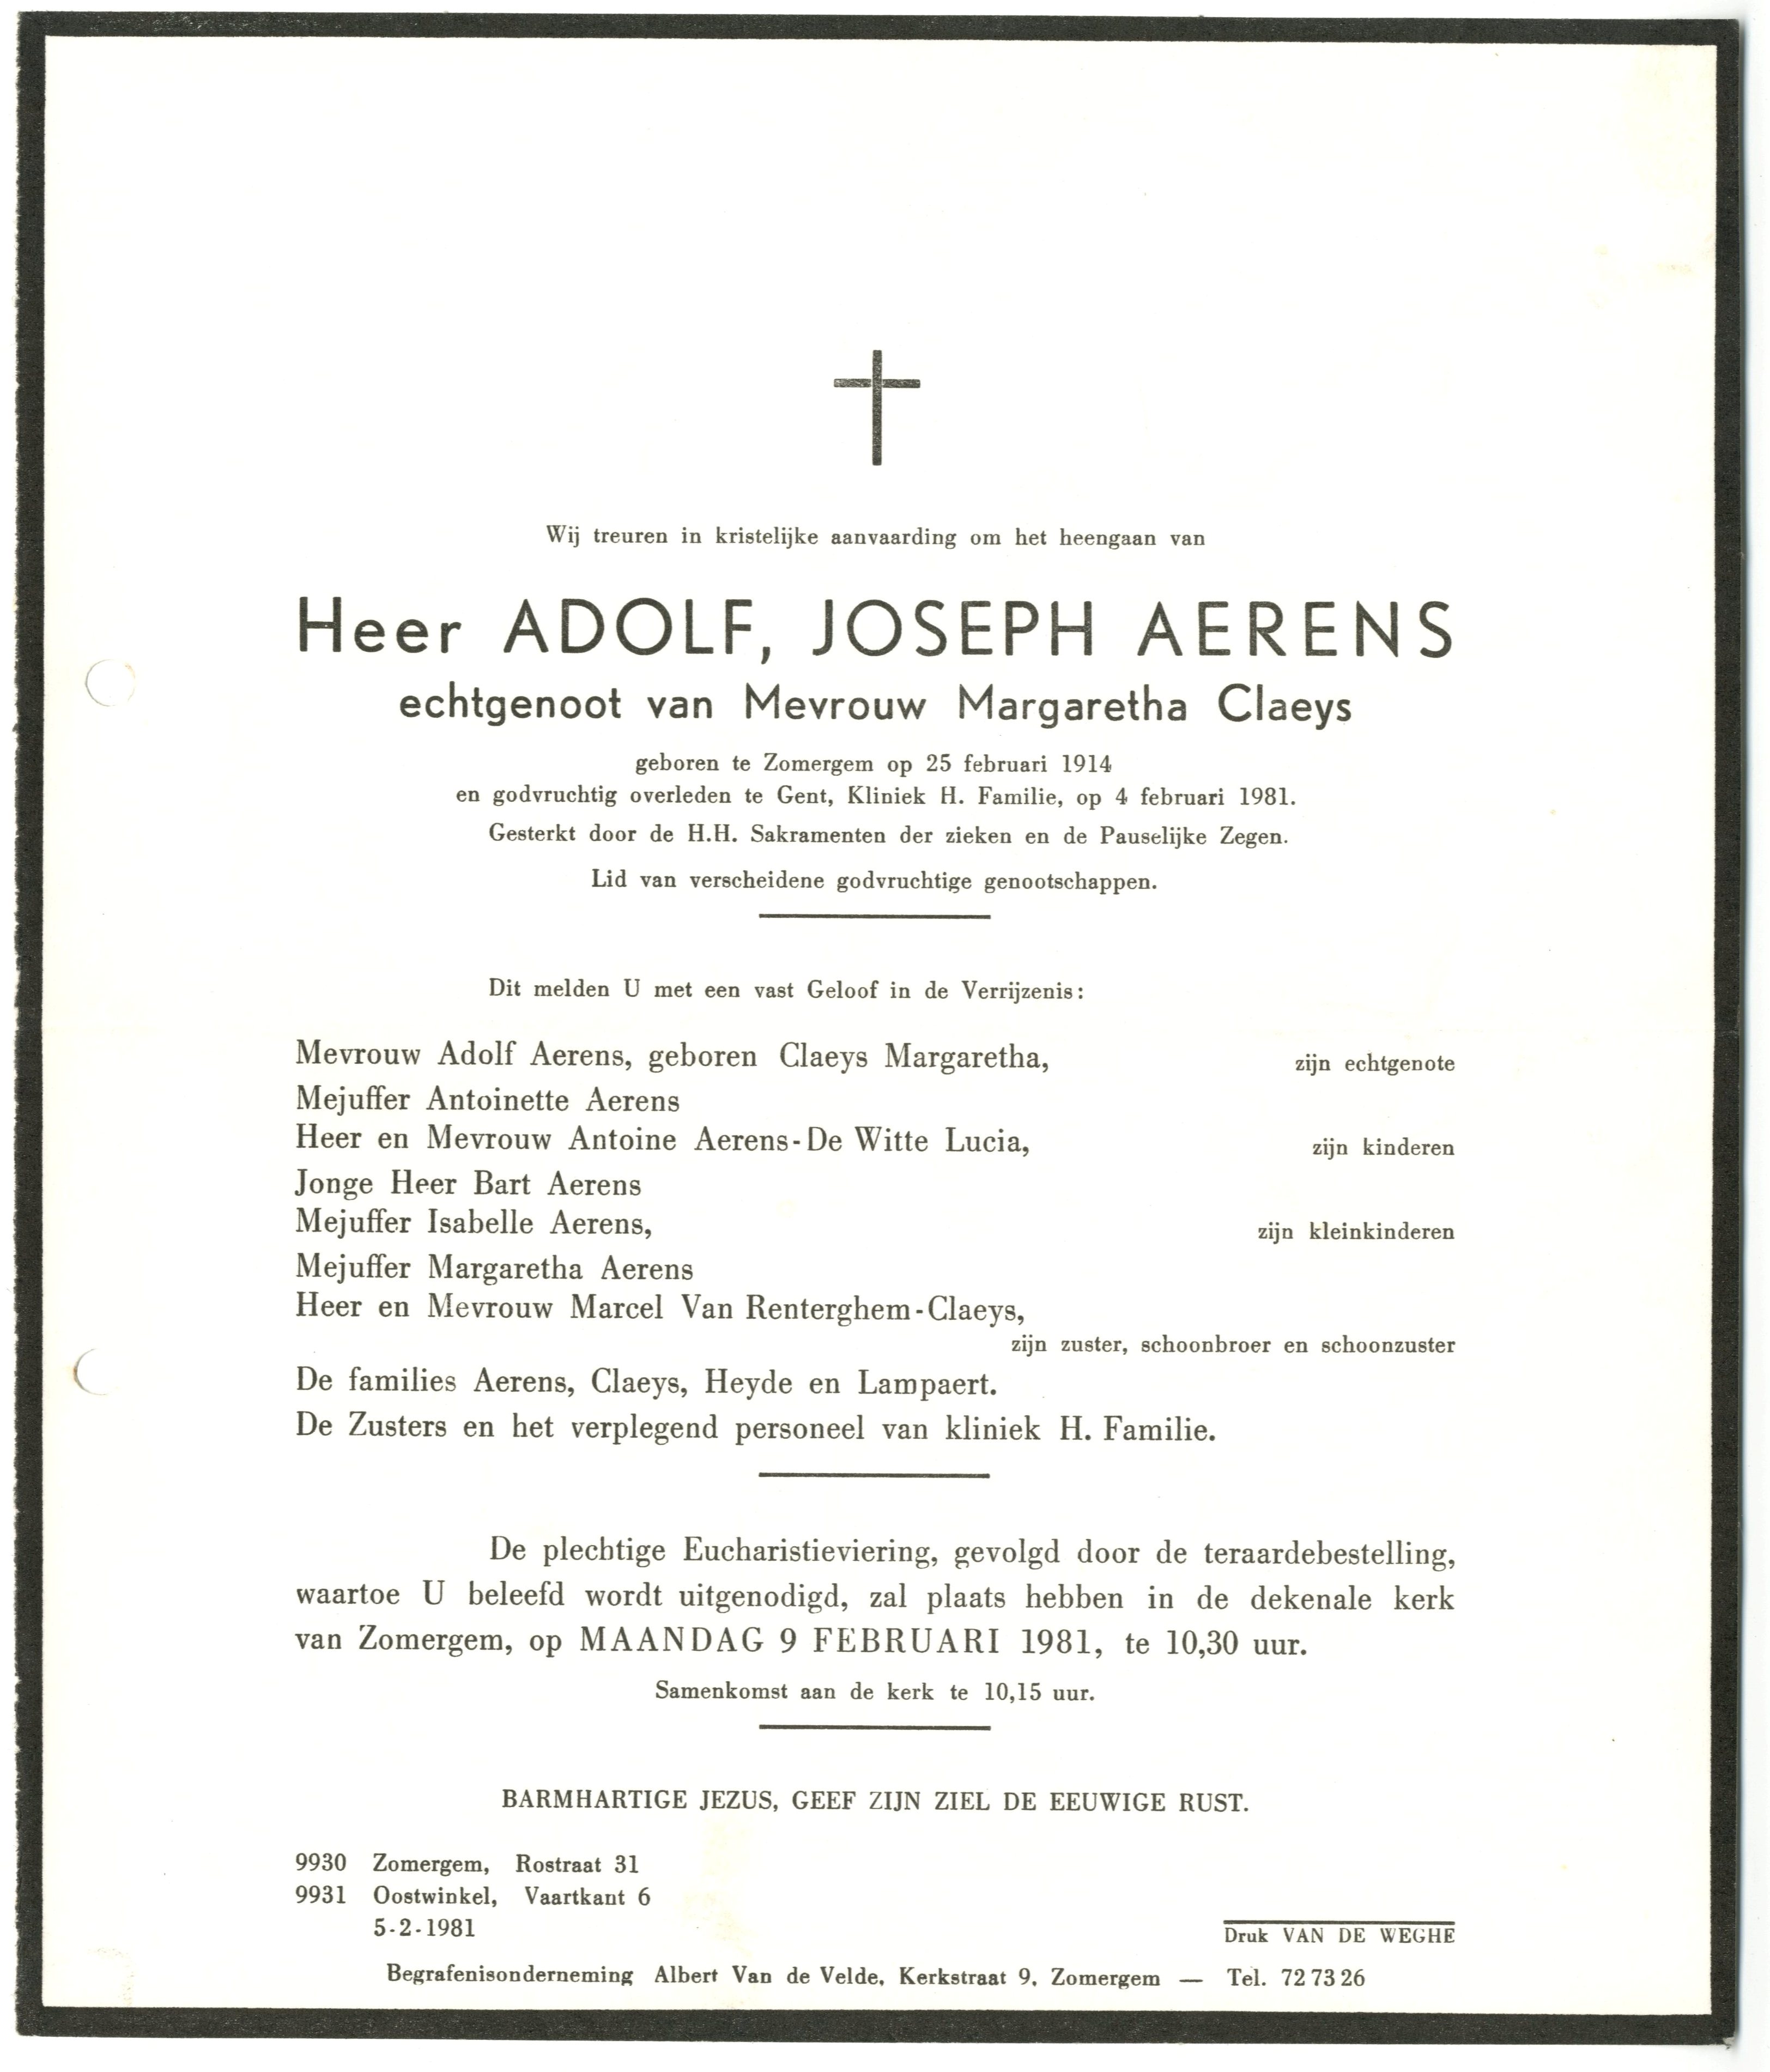 Wij treuren in kristelijke aanvaarding om het heengaan van
Heer ADOLF, JOSEPH AERENS
echtgenoot van Mevrouw Margaretha Claeys
geboren te Zomergem op 25 februari 1914
en godvruchtig overleden te Gent, Kliniek H. Familie, op 4 februari 1981.
Gesterkt door de H.H. Sakramenten der zieken en de Pauselijke Zegen.
Lid van verscheidene godvruchtige genootschappen.
Dit melden U met een vast Geloof in de Verrijzenis:
Mevrouw Adolf Aerens, geboren Claeys Margaretha, zijn echtgenote
Mejuffer Antoinette Aerens
Heer en Mevrouw Antoine Aerens-De Witte Lucia, zijn kinderen
Jonge Heer Bart Aerens
Mejuffer Isabelle Aerens, zijn kleinkinderen
Mejuffer Margaretha Aerens
Heer en Mevrouw Marcel Van Renterghem-Claeys,
zijn zuster, schoonbroer en schoonzuster
De families Aerens, Claeys, Heyde en Lampaert.
De Zusters en het verplegend personeel van kliniek H. Familie.
De plechtige Eucharistieviering, gevolgd door de teraardebestelling,
waartoe U beleefd wordt uitgenodigd, zal plaats hebben in de dekenale kerk
van Zomergem, op MAANDAG 9 FEBRUARI 1981, te 10,30 uur.
Samenkomst aan de kerk te 10,15 uur.
BARMHARTIGE JEZUS, GEEF ZIJN ZIEL DE EEUWIGE RUST.
9930 Zomergem, Rostraat 31
9931 Oostwinkel, Vaartkant 6
5-2-1981
Druk VAN DE WEGHE
Begrafenisonderneming Albert Van de Velde, Kerkstraat 9, Zomergem — Tel. 72 73 26